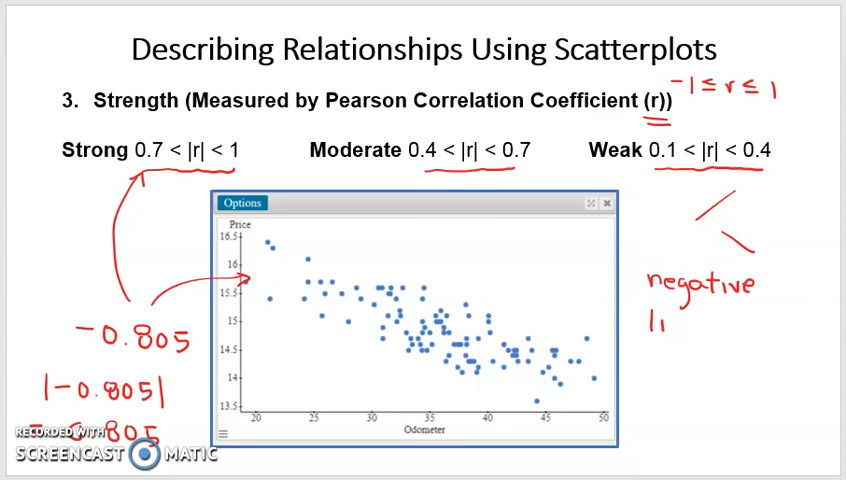 Describing Relationships Using Scatterplots
3. Strength (Measured by Pearson Correlation Coefficient (r))
-1 ≤ r ≤ 1
Strong 0.7 < |r| < 1
Moderate 0.4 < |r| < 0.7
Weak 0.1 < |r| < 0.4
Options
Price
16.5
16
15.5
15
14.5
14
13.5
20 25 30 35 40 45 50
Odometer
-0.805
|-0.805|
= 0.805
negative
li
RECORDED WITH
SCREENCAST MATIC